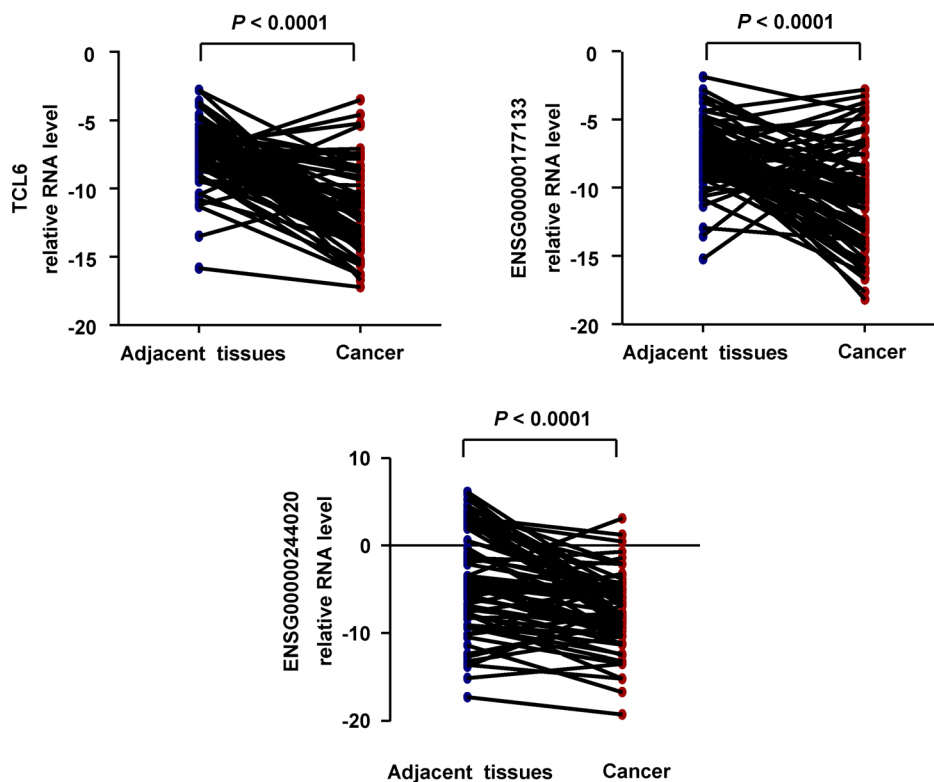 P < 0.0001
TCL6
relative RNA level
0
-5
-10
-15
-20
Adjacent tissues
Cancer
P < 0.0001
ENSG00000177133
relative RNA level
0
-5
-10
-15
-20
Adjacent tissues
Cancer
P < 0.0001
ENSG00000244020
relative RNA level
10
0
-10
-20
Adjacent tissues
Cancer